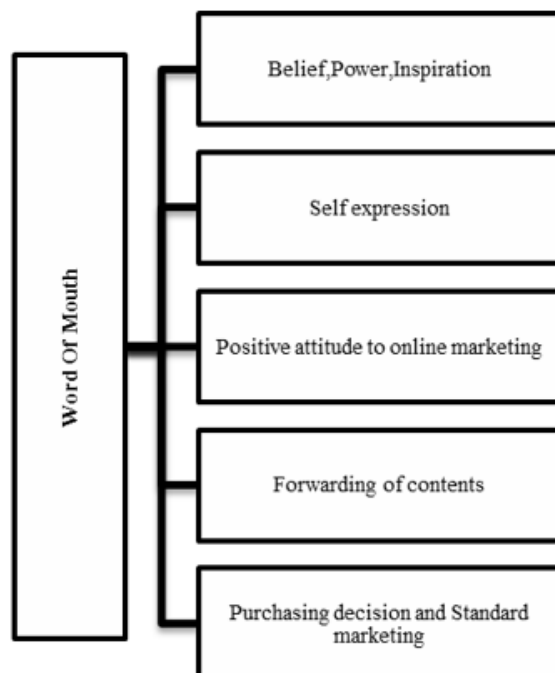 Word Of Mouth
Belief,Power,Inspiration
Self expression
Positive attitude to online marketing
Forwarding of contents
Purchasing decision and Standard
marketing